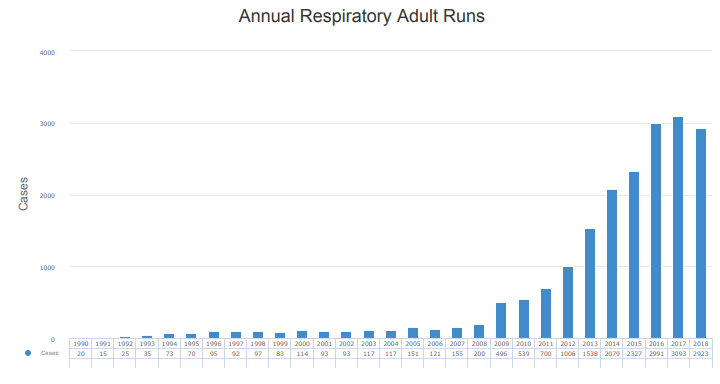 Annual Respiratory Adult Runs
4000
3000
2000
1000
0
Cases
1990 1991 1992 1993 1994 1995 1996 1997 1998 1999 2000 2001 2002 2003 2004 2005 2006 2007 2008 2009 2010 2011 2012 2013 2014 2015 2016 2017 2018
Cases 20 15 25 35 73 70 95 92 97 83 114 93 93 117 117 151 121 155 200 496 539 700 1006 1538 2079 2327 2991 3093 2923